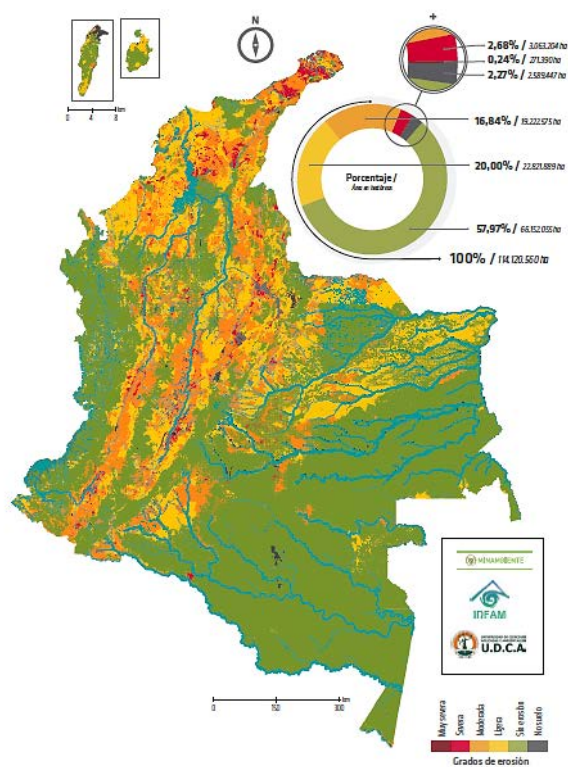 N
+
2,68% / 3.063.204 ha
0,24% / 271.390 ha
2,27% / 2.589.447 ha
16,84% / 19.222.575 ha
20,00% / 22.821.889 ha
57,97% / 66.152.055 ha
100% / 114.120.560 ha
Porcentaje /
Área en hectáreas
0 4 8 km
MINAMBIENTE
U.D.C.A.
0 150 300 km
Muy severa
Severa
Moderada
Ligera
Sin erosión
No suelo
Grados de erosión